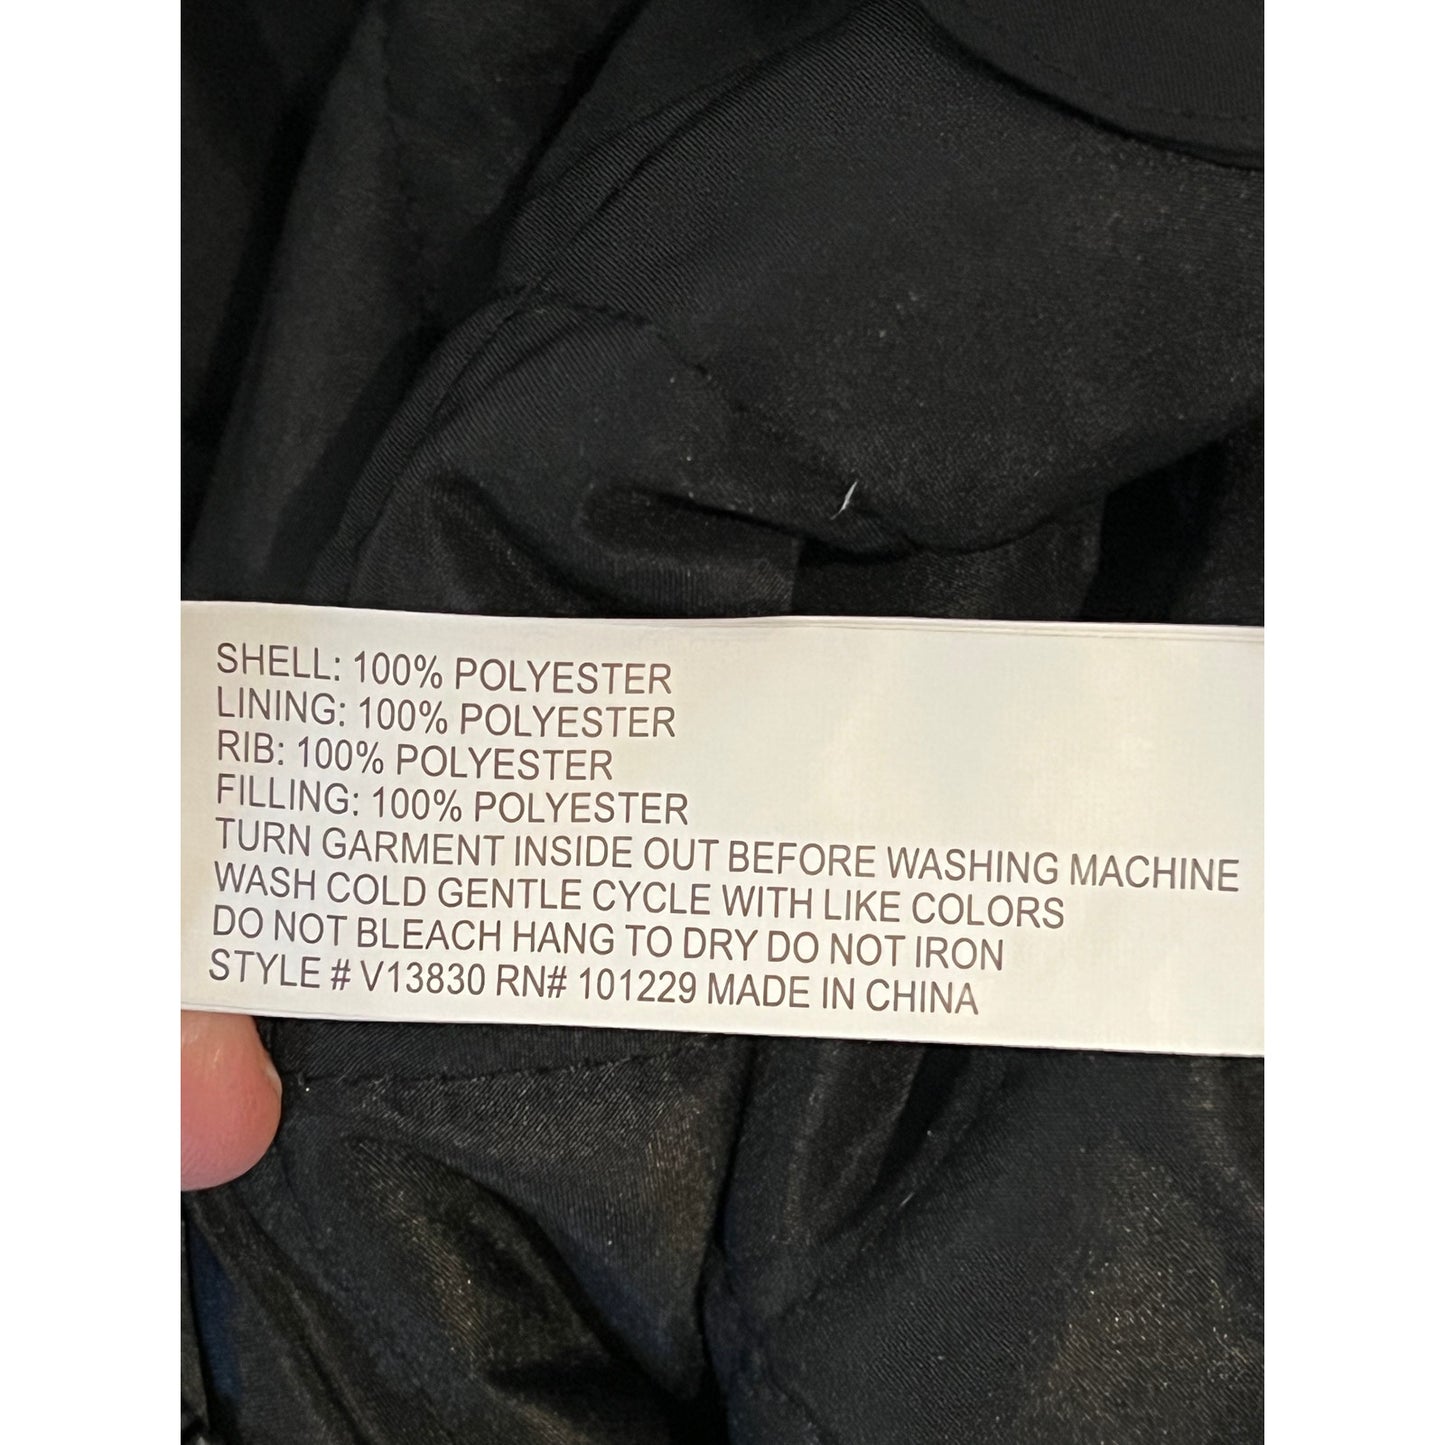 SHELL: 100% POLYESTER
LINING: 100% POLYESTER
RIB: 100% POLYESTER
FILLING: 100% POLYESTER
TURN GARMENT INSIDE OUT BEFORE WASHING MACHINE
WASH COLD GENTLE CYCLE WITH LIKE COLORS
DO NOT BLEACH HANG TO DRY DO NOT IRON
STYLE # V13830 RN# 101229 MADE IN CHINA